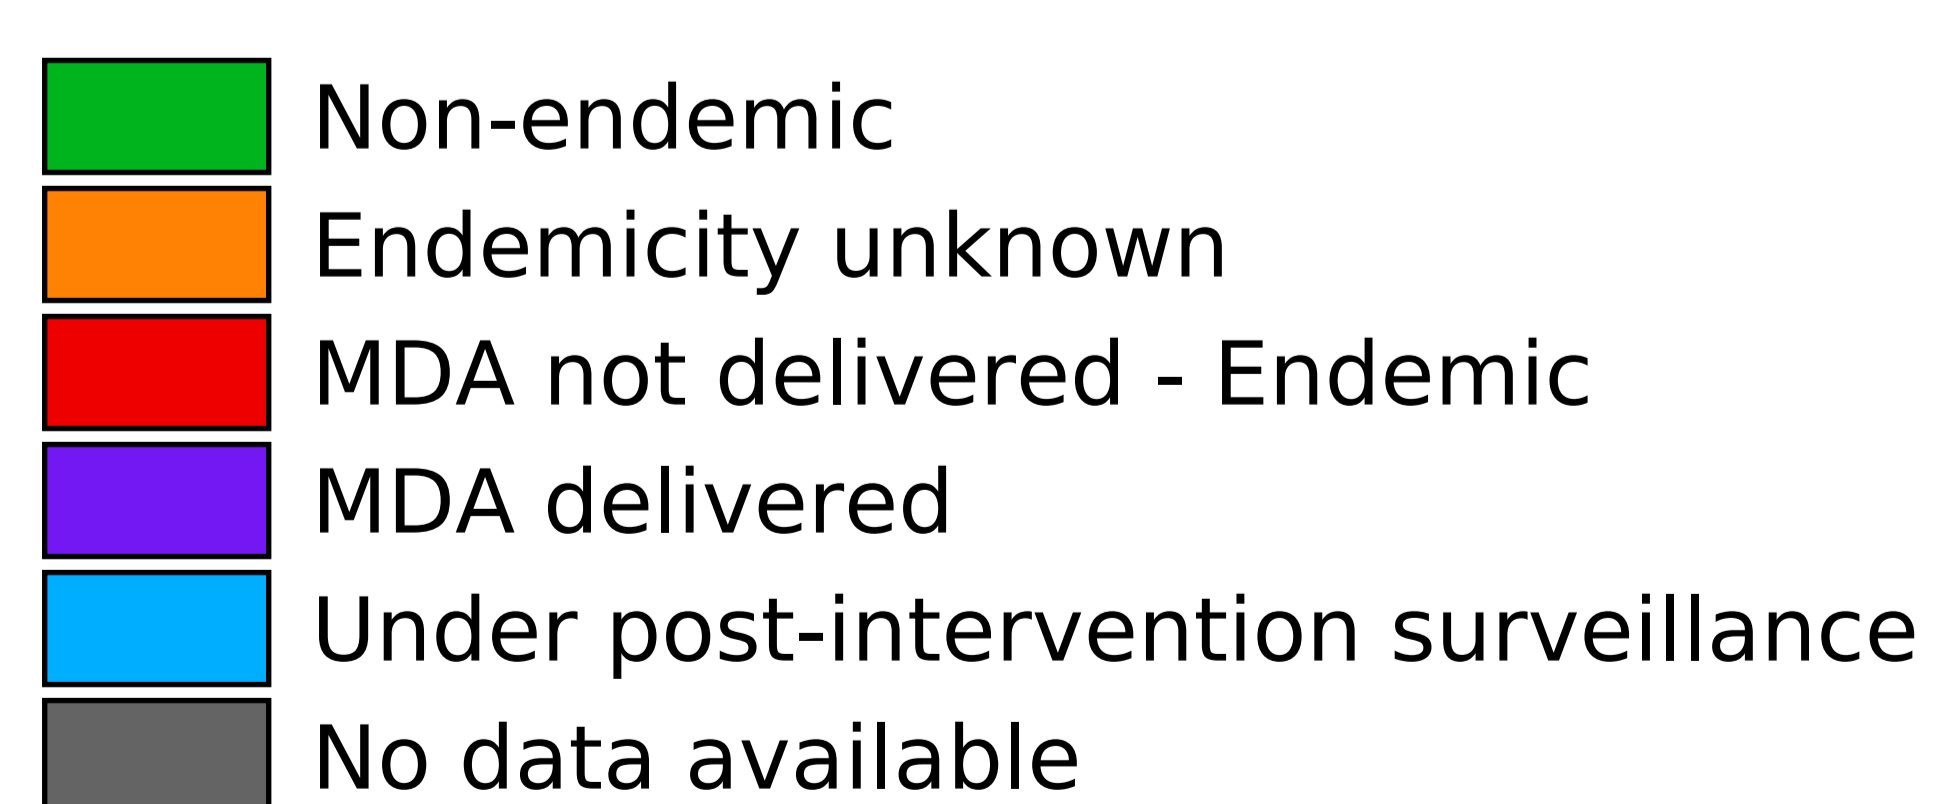 Non-endemic
Endemicity unknown
MDA not delivered - Endemic
MDA delivered
Under post-intervention surveillance
No data available